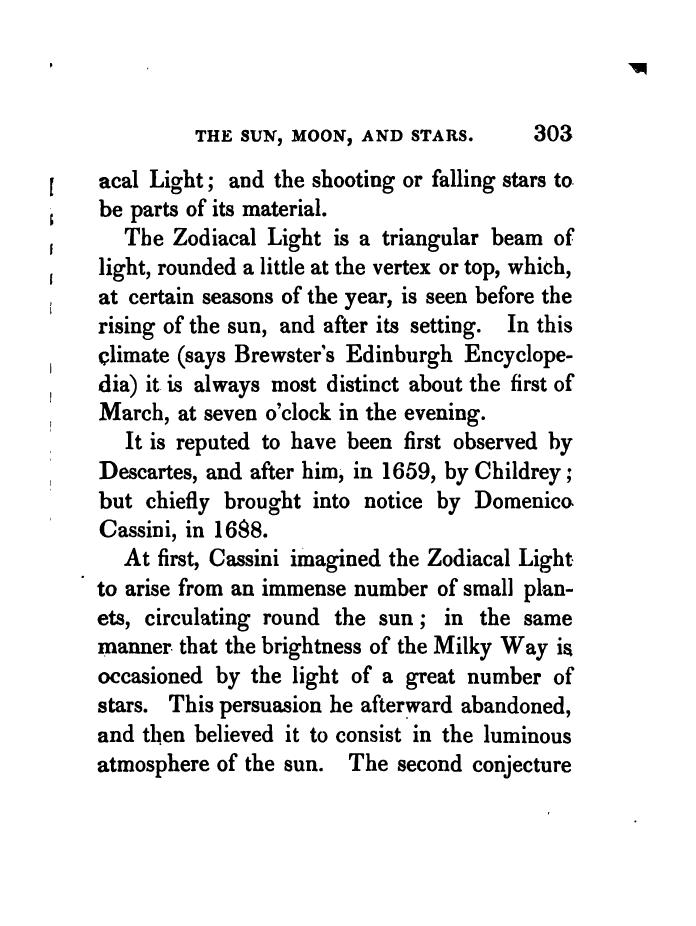 THE SUN, MOON, AND STARS. 303
acal Light; and the shooting or falling stars to
be parts of its material.
The Zodiacal Light is a triangular beam of
light, rounded a little at the vertex or top, which,
at certain seasons of the year, is seen before the
rising of the sun, and after its setting. In this
climate (says Brewster's Edinburgh Encyclope-
dia) it is always most distinct about the first of
March, at seven o'clock in the evening.
It is reputed to have been first observed by
Descartes, and after him, in 1659, by Childrey;
but chiefly brought into notice by Domenico
Cassini, in 1688.
At first, Cassini imagined the Zodiacal Light
to arise from an immense number of small plan-
ets, circulating round the sun; in the same
manner that the brightness of the Milky Way is
occasioned by the light of a great number of
stars. This persuasion he afterward abandoned,
and then believed it to consist in the luminous
atmosphere of the sun. The second conjecture